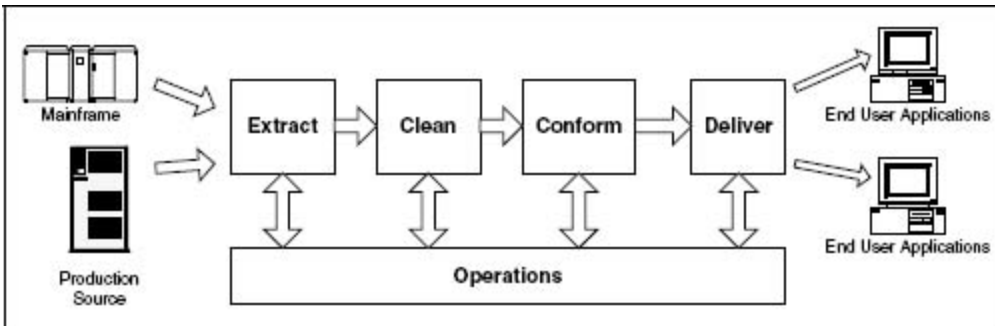 Mainframe
Production
Source
Extract
Clean
Conform
Deliver
Operations
End User Applications
End User Applications